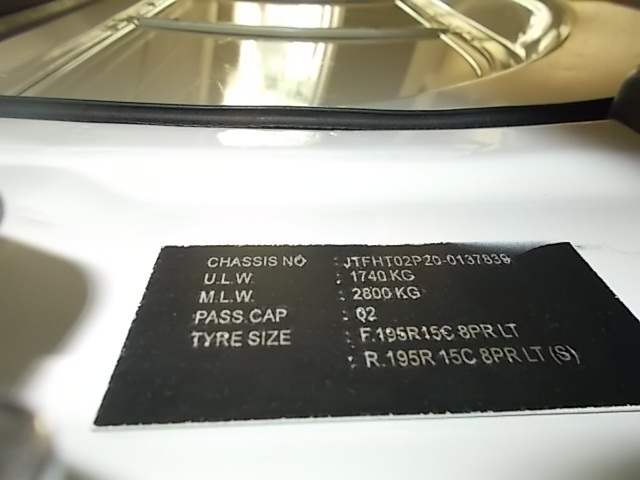 CHASSIS NO : JTFHT02P20-0137839
U.L.W. : 1740 KG
M.L.W. : 2800 KG
PASS.CAP : 02
TYRE SIZE : F.195R15C 8PR LT
: R.195R 15C 8PR LT (S)